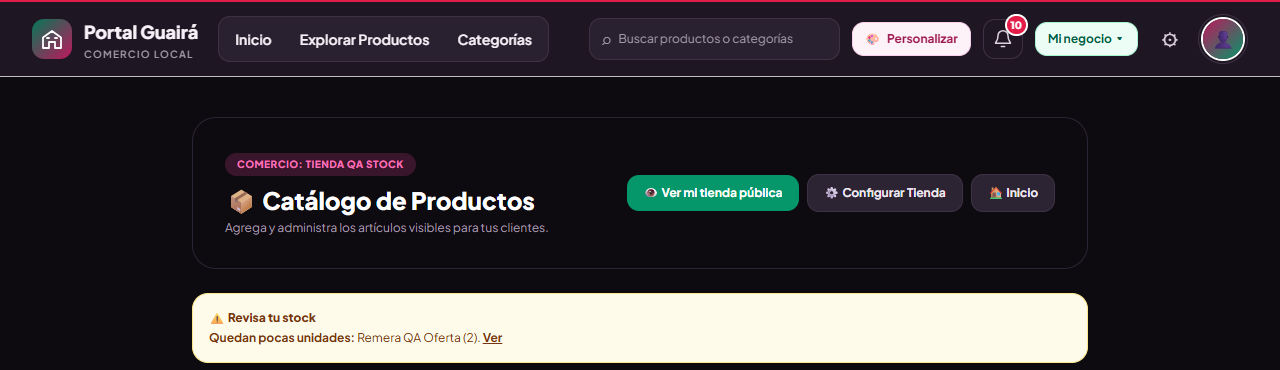 Portal Guairá
COMERCIO LOCAL
Inicio
Explorar Productos
Categorías
Buscar productos o categorías
Personalizar
10
Mi negocio
COMERCIO: TIENDA QA STOCK
Catálogo de Productos
Agrega y administra los artículos visibles para tus clientes.
Ver mi tienda pública
Configurar Tienda
Inicio
Revisa tu stock
Quedan pocas unidades: Remera QA Oferta (2). Ver